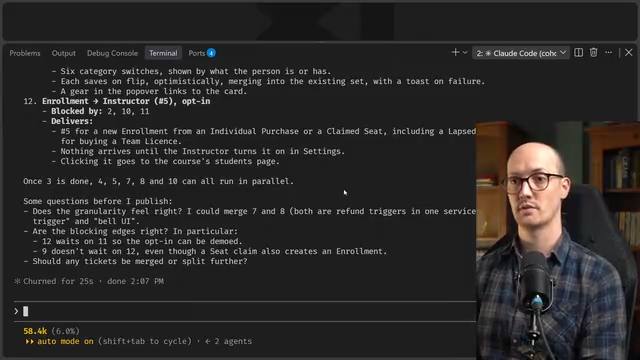 Problems Output Debug Console Terminal Ports 4 2: ✳ Claude Code (coho
- Six category switches, shown by what the person is or has.
- Each saves on flip, optimistically, merging into the existing set, with a toast on failure.
- A gear in the popover links to the card.
12. Enrollment → Instructor (#5), opt-in
- Blocked by: 2, 10, 11
- Delivers:
- #5 for a new Enrollment from an Individual Purchase or a Claimed Seat, including a Lapsed
for buying a Team Licence.
- Nothing arrives until the Instructor turns it on in Settings.
- Clicking it goes to the course's students page.
Once 3 is done, 4, 5, 7, 8 and 10 can all run in parallel.
Some questions before I publish:
- Does the granularity feel right? I could merge 7 and 8 (both are refund triggers in one service
trigger" and "bell UI".
- Are the blocking edges right? In particular:
- 12 waits on 11 so the opt-in can be demoed.
- 9 doesn't wait on 12, even though a Seat claim also creates an Enrollment.
- Should any tickets be merged or split further?
✳ Churned for 25s · done 2:07 PM
›
58.4k (6.0%)
⏵⏵ auto mode on (shift+tab to cycle) · ← 2 agents